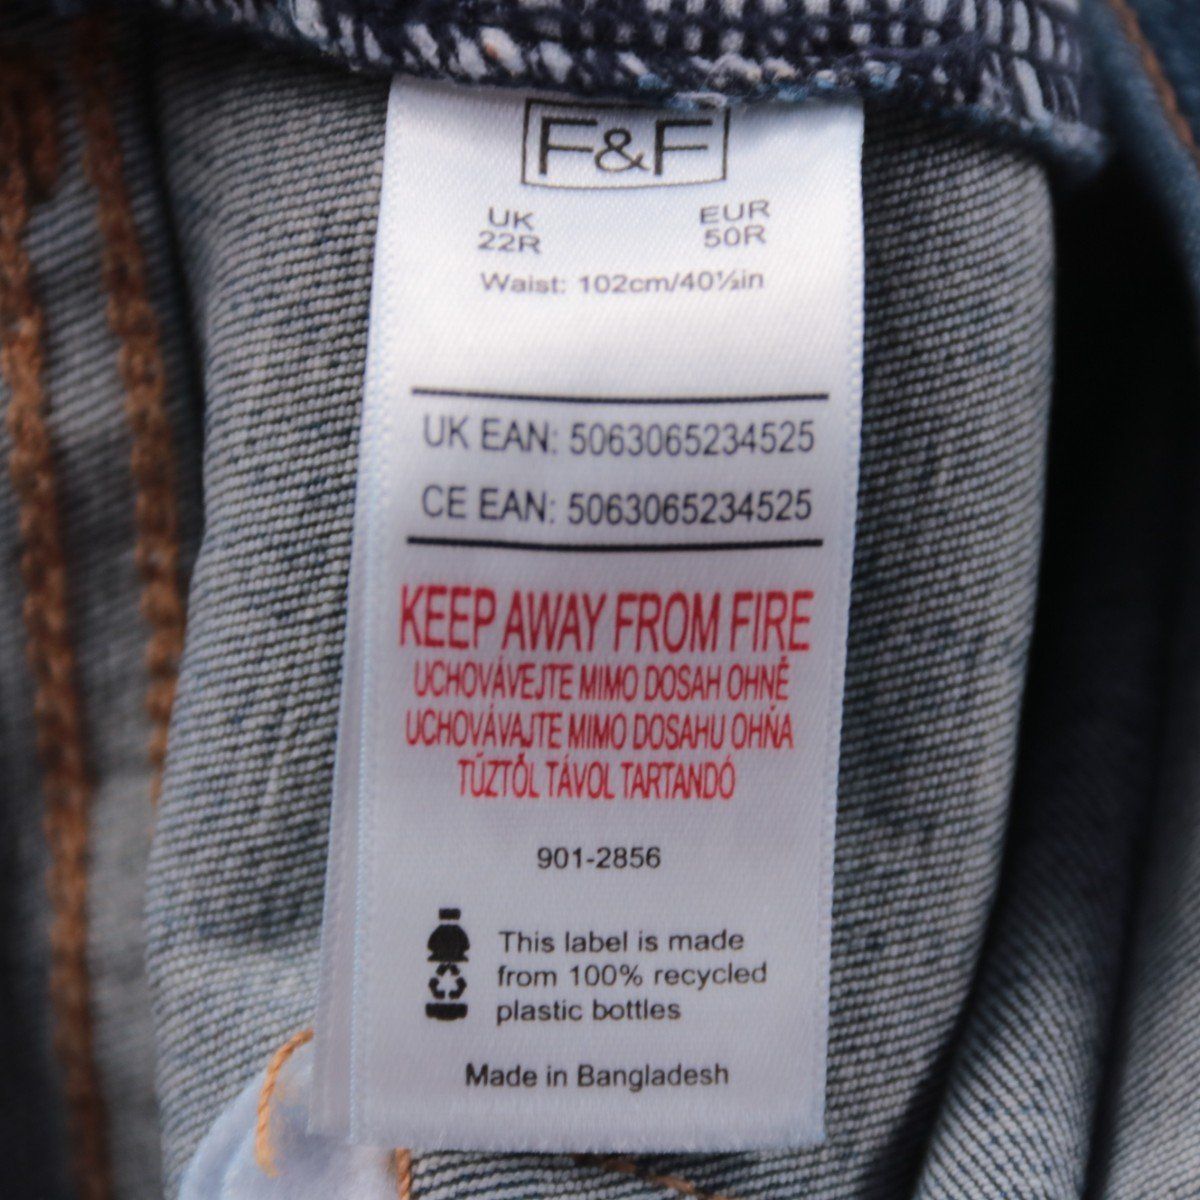 F&F
UK EUR
22R 50R
Waist: 102cm/40½in
UK EAN: 5063065234525
CE EAN: 5063065234525
KEEP AWAY FROM FIRE
UCHOVÁVEJTE MIMO DOSAH OHNĚ
UCHOVÁVAJTE MIMO DOSAHU OHŇA
TŰZTŐL TÁVOL TARTANDÓ
901-2856
This label is made
from 100% recycled
plastic bottles
Made in Bangladesh